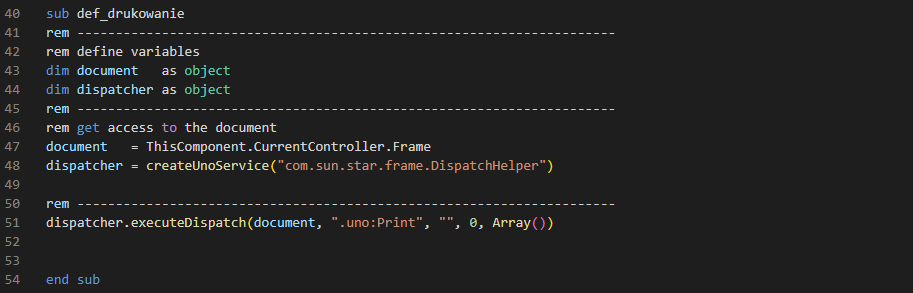 40 sub def_drukowanie
41 rem ----------------------------------------------------------------------
42 rem define variables
43 dim document   as object
44 dim dispatcher as object
45 rem ----------------------------------------------------------------------
46 rem get access to the document
47 document   = ThisComponent.CurrentController.Frame
48 dispatcher = createUnoService("com.sun.star.frame.DispatchHelper")
49
50 rem ----------------------------------------------------------------------
51 dispatcher.executeDispatch(document, ".uno:Print", "", 0, Array())
52
53
54 end sub